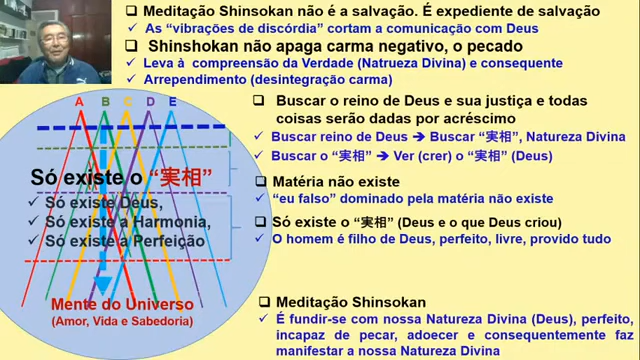 ❑ Meditação Shinsokan não é a salvação. É expediente de salvação
✓ As “vibrações de discórdia” cortam a comunicação com Deus
❑ Shinshokan não apaga carma negativo, o pecado
✓ Leva à compreensão da Verdade (Natrueza Divina) e consequente
✓ Arrependimento (desintegração carma)
A B C D E
Só existe o “実相”
✓ Só existe Deus,
✓ Só existe a Harmonia,
✓ Só existe a Perfeição
Mente do Universo
(Amor, Vida e Sabedoria)
❑ Buscar o reino de Deus e sua justiça e todas
coisas serão dadas por acréscimo
✓ Buscar reino de Deus ➔ Buscar “実相”, Natureza Divina
✓ Buscar o “実相” ➔ Ver (crer) o “実相” (Deus)
❑ Matéria não existe
✓ “eu falso” dominado pela matéria não existe
❑ Só existe o “実相” (Deus e o que Deus criou)
✓ O homem é filho de Deus, perfeito, livre, provido tudo
❑ Meditação Shinsokan
✓ É fundir-se com nossa Natureza Divina (Deus), perfeito,
incapaz de pecar, adoecer e consequentemente faz
manifestar a nossa Natureza Divina